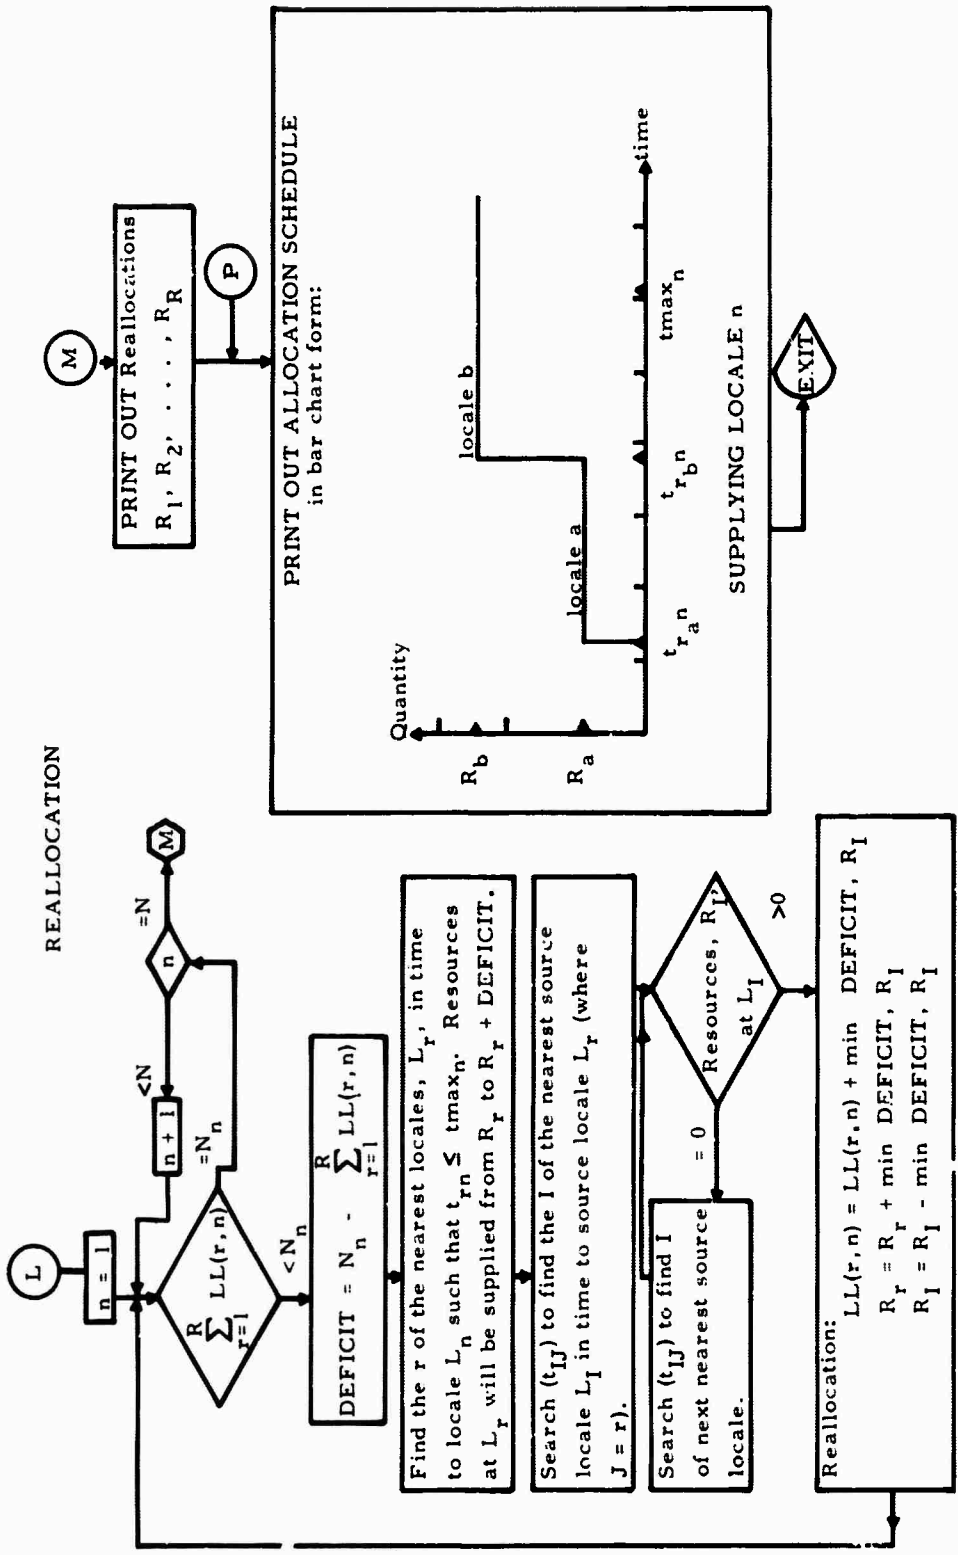 REALLOCATION
L
n = 1
R
∑ LL(r,n)
r=1
=N_n
<N_n
n + 1
<N
n
=N
M
DEFICIT = N_n - R∑r=1 LL(r,n)
Find the r of the nearest locales, L_r, in time
to locale L_n such that t_rn ≤ tmax_n. Resources
at L_r will be supplied from R_r to R_r + DEFICIT.
Search (t_IJ) to find the I of the nearest source
locale L_I in time to source locale L_r (where
J = r).
Search (t_IJ) to find I
of next nearest source
locale.
= 0
Resources, R_I,
at L_I
>0
Reallocation:
LL(r,n) = LL(r,n) + min DEFICIT, R_I
R_r = R_r + min DEFICIT, R_I
R_I = R_I - min DEFICIT, R_I
M
PRINT OUT Reallocations
R_1, R_2, . . . , R_R
P
PRINT OUT ALLOCATION SCHEDULE
in bar chart form:
Quantity
R_b
R_a
locale a
locale b
t_r_a n
t_r_b n
tmax_n
time
SUPPLYING LOCALE n
EXIT